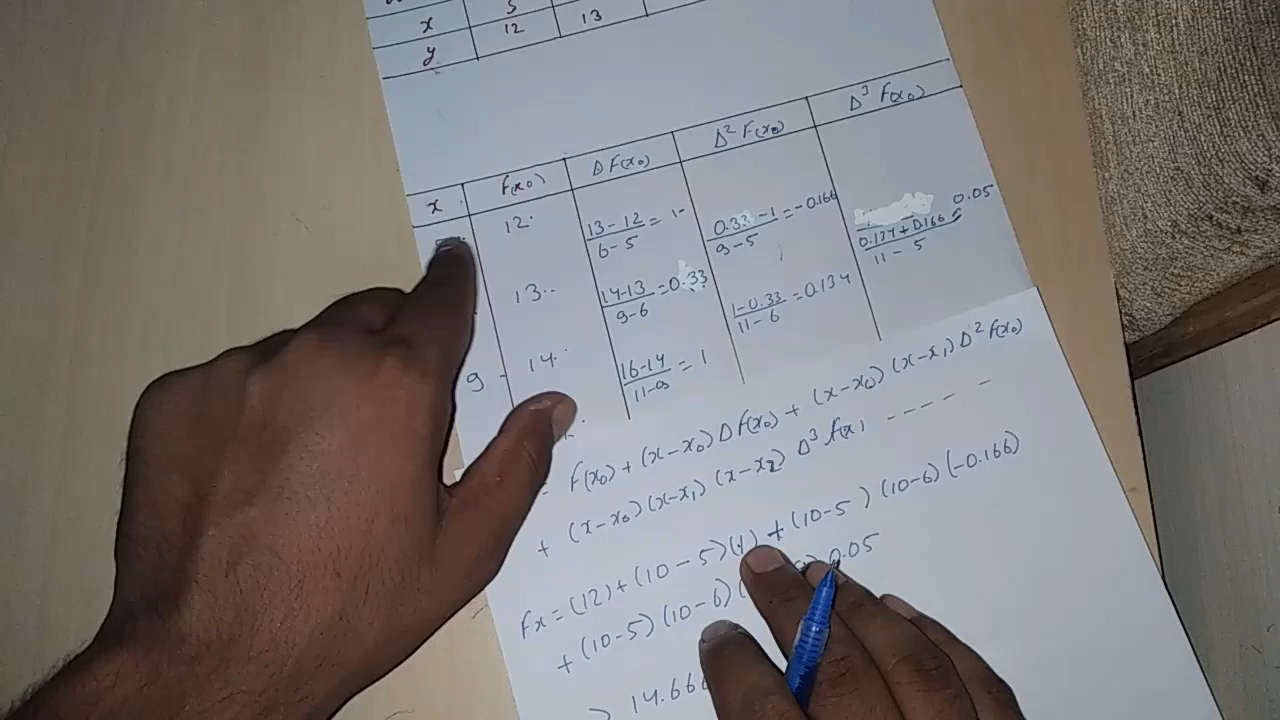 x 5
y 12 13
x F(x0) Δ F(x0) Δ² F(x0) Δ³ F(x0)
12 13-12/6-5 = 1 0.33-1/9-5 = -0.166 0.134+0.166/11-5 0.05
13 14-13/9-6 = 0.33 1-0.33/11-6 = 0.134
9 14 16-14/11-9 = 1
= F(x0) + (x-x0) Δ F(x0) + (x-x0) (x-x1) Δ² F(x0)
+ (x-x0) (x-x1) (x-x2) Δ³ f(x) ----
Fx = (12) + (10-5) (1) + (10-5) (10-6) (-0.166)
+ (10-5) (10-6) ( 0.05
14.666